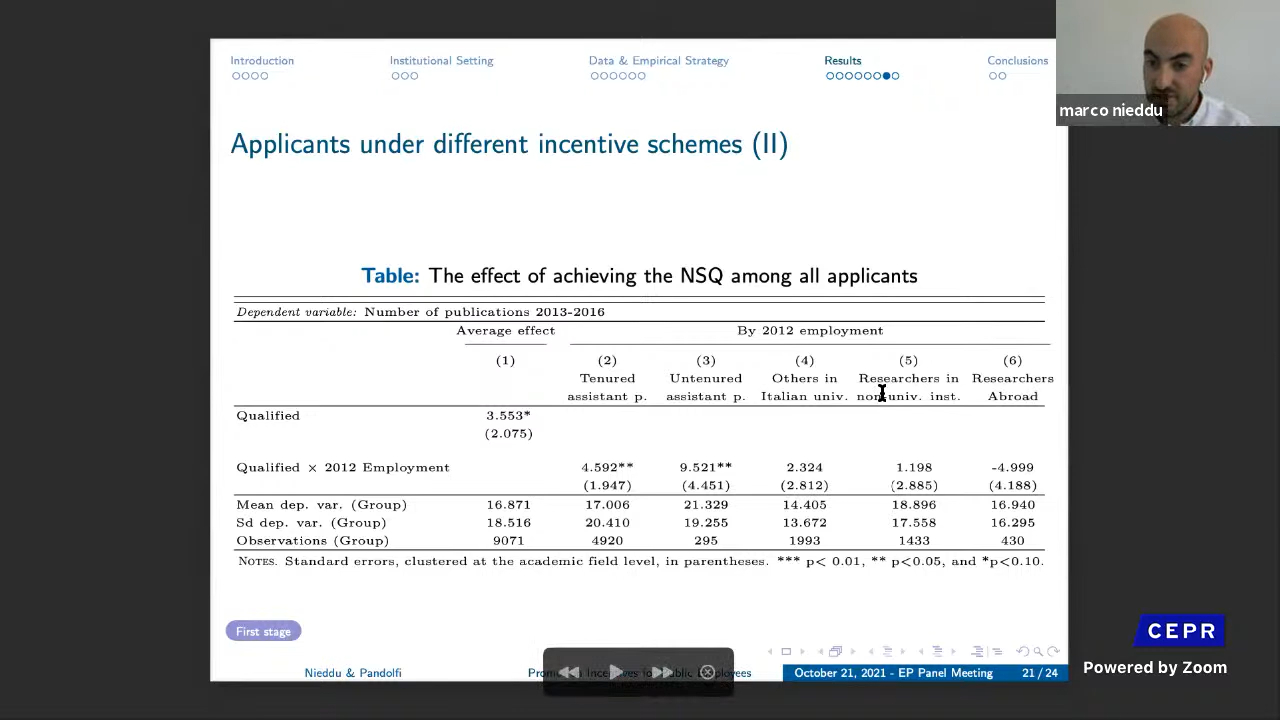 Introduction Institutional Setting Data & Empirical Strategy Results Conclusions
marco nieddu
Applicants under different incentive schemes (II)
Table: The effect of achieving the NSQ among all applicants
Dependent variable: Number of publications 2013-2016
Average effect By 2012 employment
(1) (2) (3) (4) (5) (6)
Tenured Untenured Others in Researchers in Researchers
assistant p. assistant p. Italian univ. non-univ. inst. Abroad
Qualified 3.553*
(2.075)
Qualified × 2012 Employment 4.592** 9.521** 2.324 1.198 -4.999
(1.947) (4.451) (2.812) (2.885) (4.188)
Mean dep. var. (Group) 16.871 17.006 21.329 14.405 18.896 16.940
Sd dep. var. (Group) 18.516 20.410 19.255 13.672 17.558 16.295
Observations (Group) 9071 4920 295 1993 1433 430
NOTES. Standard errors, clustered at the academic field level, in parentheses. *** p< 0.01, ** p<0.05, and *p<0.10.
First stage
CEPR
Powered by Zoom
Nieddu & Pandolfi Incentives for Public Employees October 21, 2021 - EP Panel Meeting 21 / 24